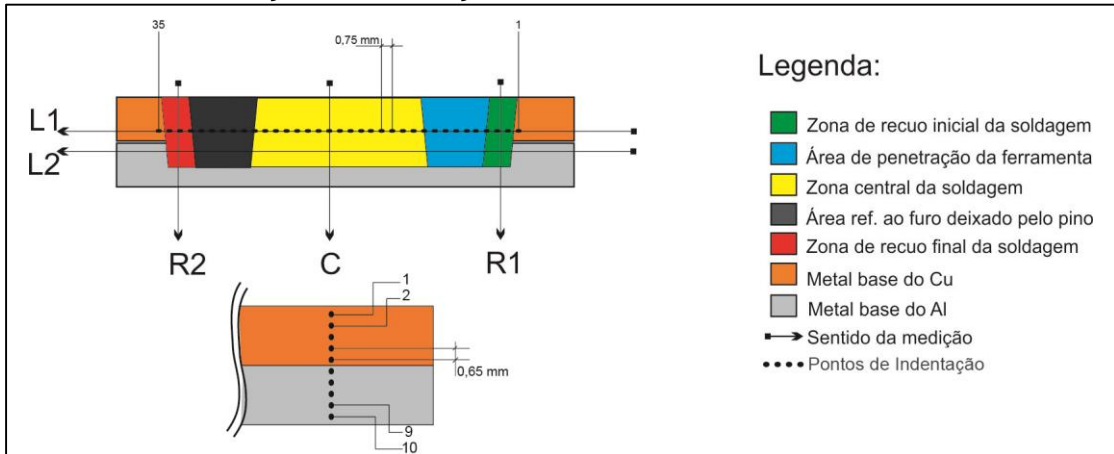 35
0,75 mm
1
L1
L2
R2
C
R1
1
2
0,65 mm
9
10
Legenda:
Zona de recuo inicial da soldagem
Área de penetração da ferramenta
Zona central da soldagem
Área ref. ao furo deixado pelo pino
Zona de recuo final da soldagem
Metal base do Cu
Metal base do Al
Sentido da medição
Pontos de Indentação